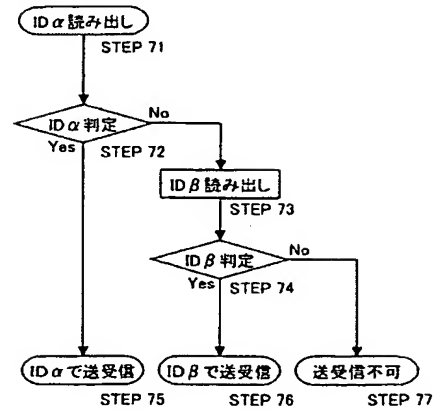 IDα読み出し
STEP 71
IDα判定
No
Yes
STEP 72
IDβ読み出し
STEP 73
IDβ判定
No
Yes
STEP 74
IDαで送受信
IDβで送受信
送受信不可
STEP 75
STEP 76
STEP 77